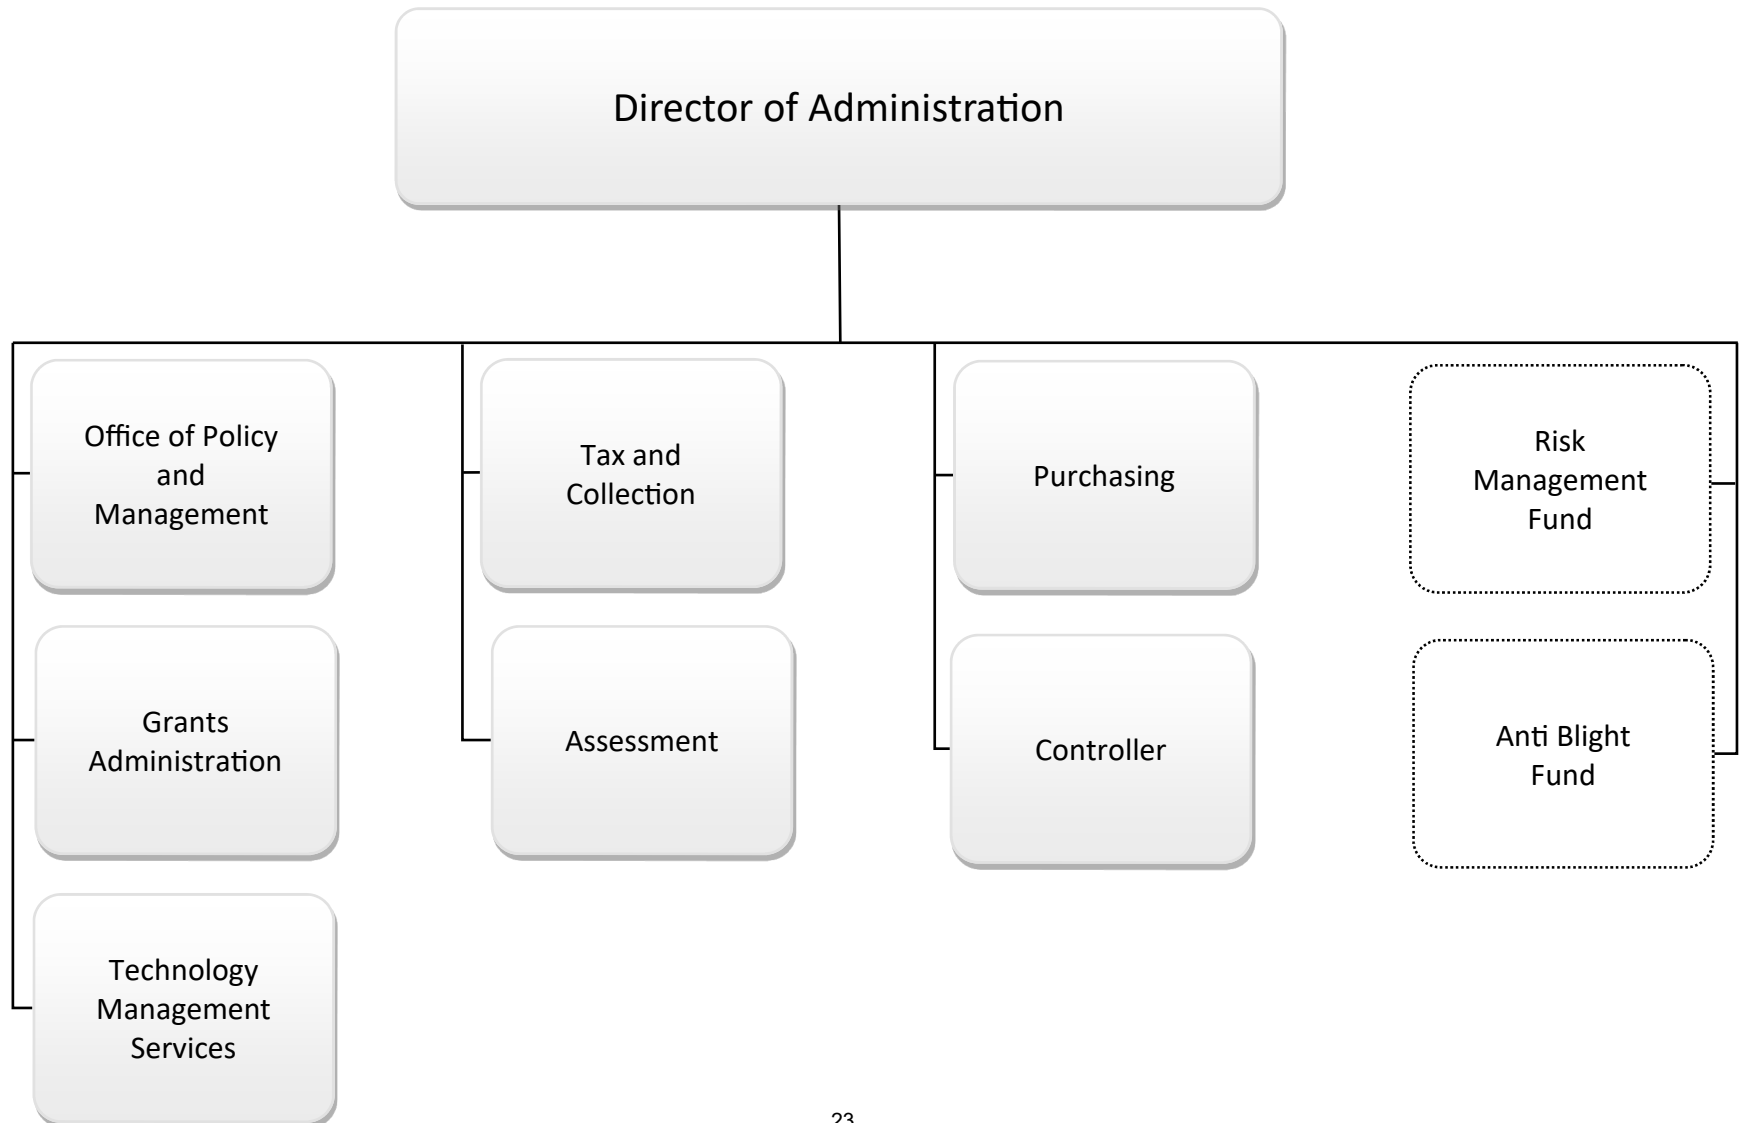 Director of Administration
Office of Policy
and
Management
Tax and
Collection
Purchasing
Risk
Management
Fund
Grants
Administration
Assessment
Controller
Anti Blight
Fund
Technology
Management
Services
23